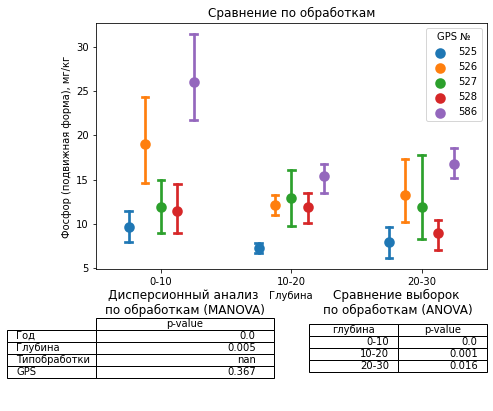 Сравнение по обработкам
GPS №
525
526
527
528
586
Фосфор (подвижная форма), мг/кг
30
25
20
15
10
5
0-10
10-20
20-30
Глубина
Дисперсионный анализ
по обработкам (MANOVA)
p-value
Год 0.0
Глубина 0.005
Типобработки nan
GPS 0.367
Сравнение выборок
по обработкам (ANOVA)
глубина p-value
0-10 0.0
10-20 0.001
20-30 0.016